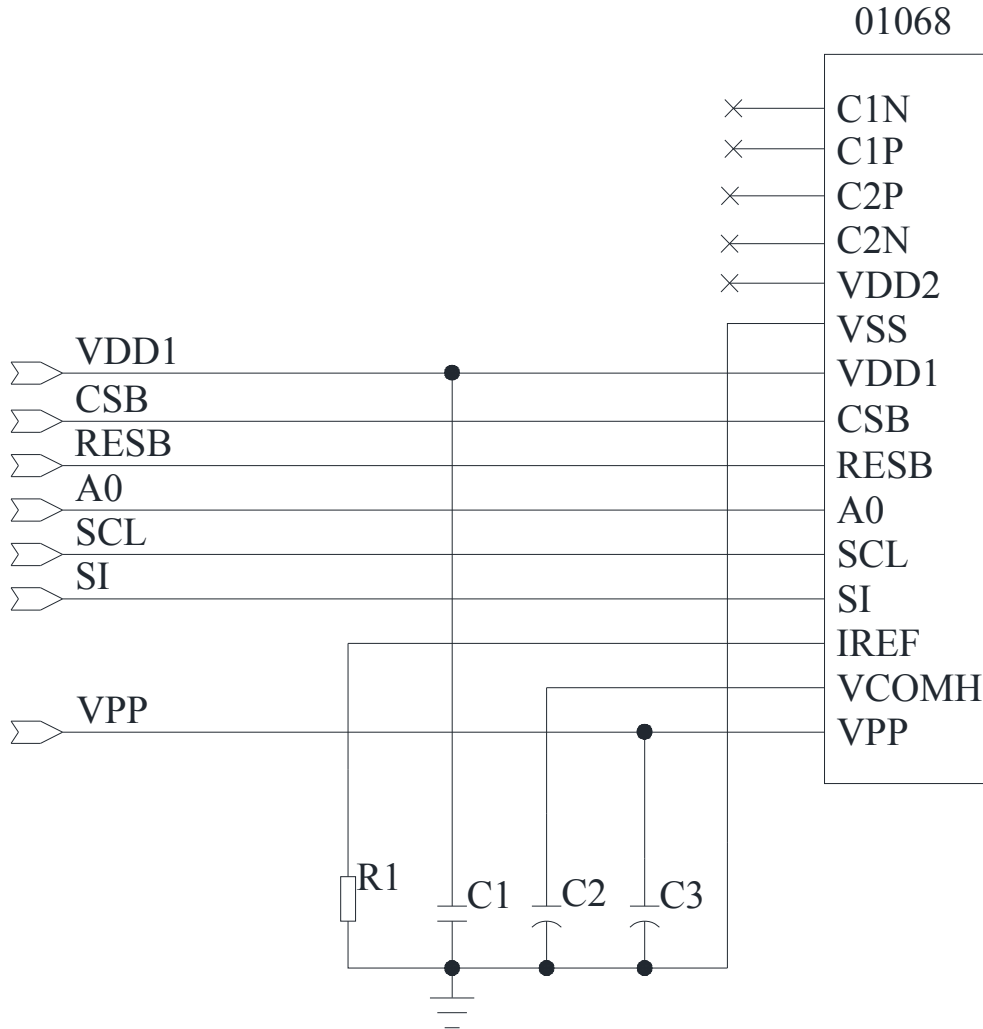 01068
C1N
C1P
C2P
C2N
VDD2
VSS
VDD1 VDD1
CSB CSB
RESB RESB
A0 A0
SCL SCL
SI SI
IREF
VCOMH
VPP VPP
R1 C1 C2 C3